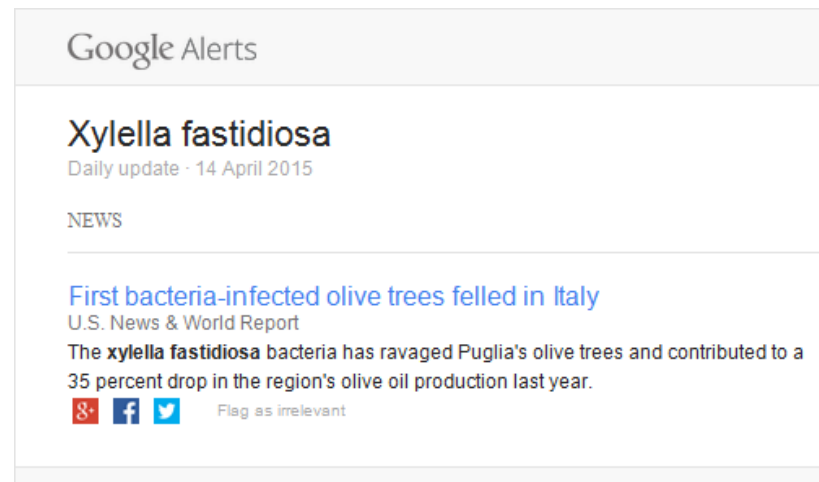 Google Alerts
Xylella fastidiosa
Daily update · 14 April 2015
NEWS
First bacteria-infected olive trees felled in Italy
U.S. News & World Report
The xylella fastidiosa bacteria has ravaged Puglia's olive trees and contributed to a
35 percent drop in the region's olive oil production last year.
8+ f Flag as irrelevant